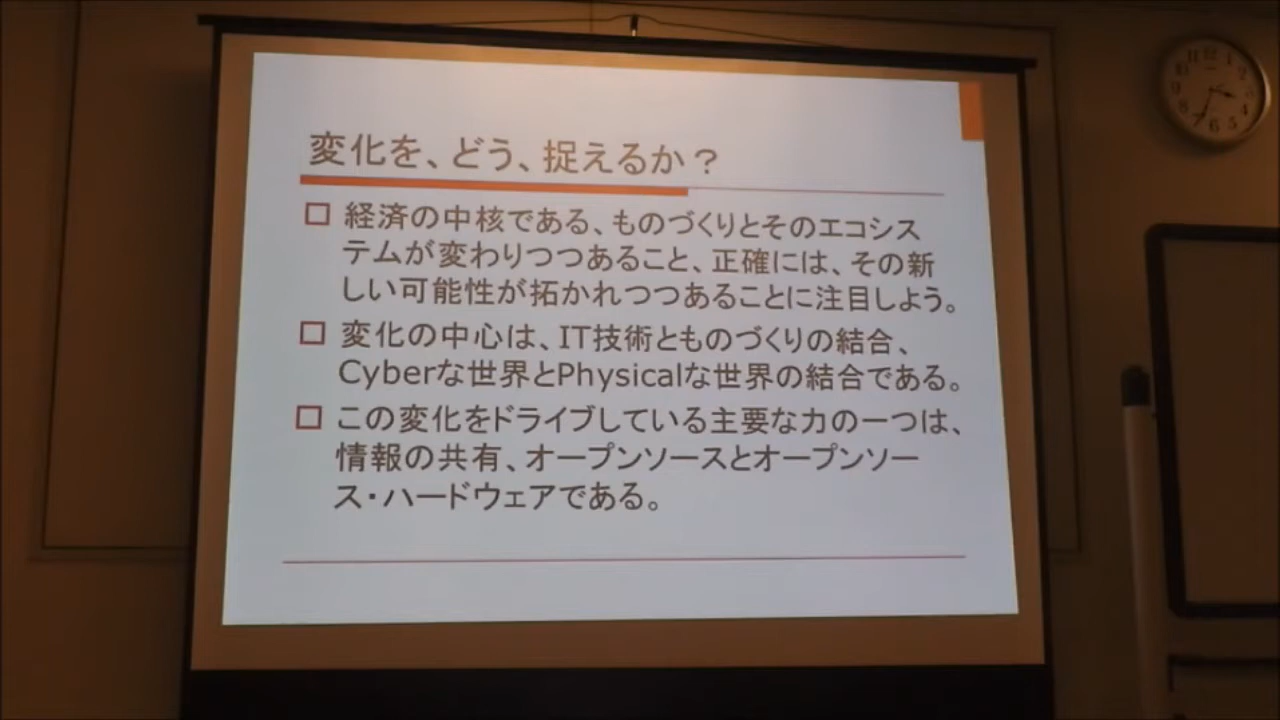 変化を、どう、捉えるか？
経済の中核である、ものづくりとそのエコシス
テムが変わりつつあること、正確には、その新
しい可能性が拓かれつつあることに注目しよう。
変化の中心は、IT技術とものづくりの結合、
Cyberな世界とPhysicalな世界の結合である。
この変化をドライブしている主要な力の一つは、
情報の共有、オープンソースとオープンソー
ス・ハードウェアである。